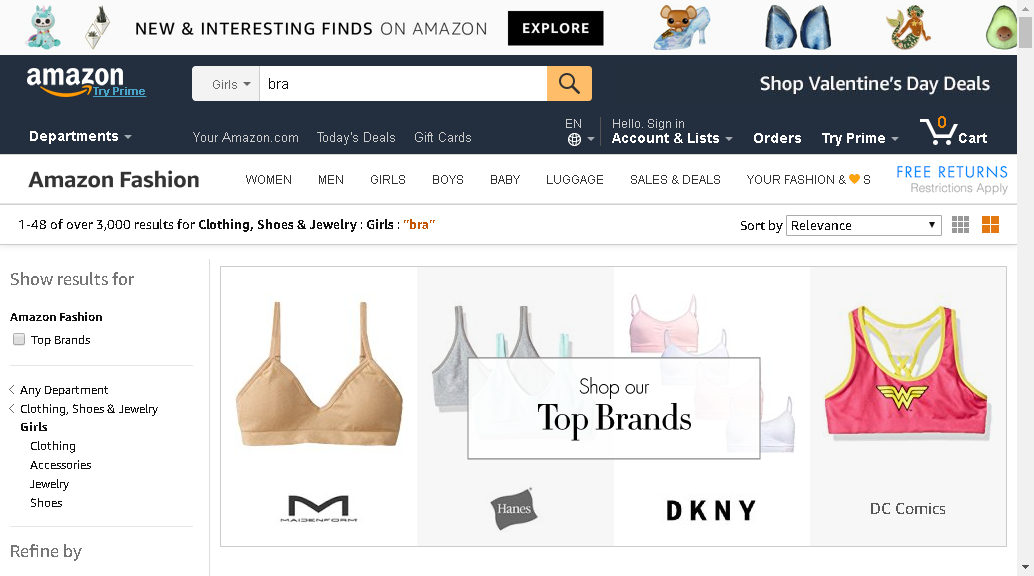 NEW & INTERESTING FINDS ON AMAZON EXPLORE
amazon
Try Prime
Girls
bra
Shop Valentine's Day Deals
Departments
Your Amazon.com Today's Deals Gift Cards
EN
Hello. Sign in
Account & Lists
Orders
Try Prime
0
Cart
Amazon Fashion
WOMEN MEN GIRLS BOYS BABY LUGGAGE SALES & DEALS YOUR FASHION & 🧡 S
FREE RETURNS
Restrictions Apply
1-48 of over 3,000 results for Clothing, Shoes & Jewelry : Girls : "bra"
Sort by Relevance
Show results for
Amazon Fashion
Top Brands
Any Department
Clothing, Shoes & Jewelry
Girls
Clothing
Accessories
Jewelry
Shoes
Refine by
Shop our
Top Brands
M
MAIDENFORM
Hanes
DKNY
DC Comics